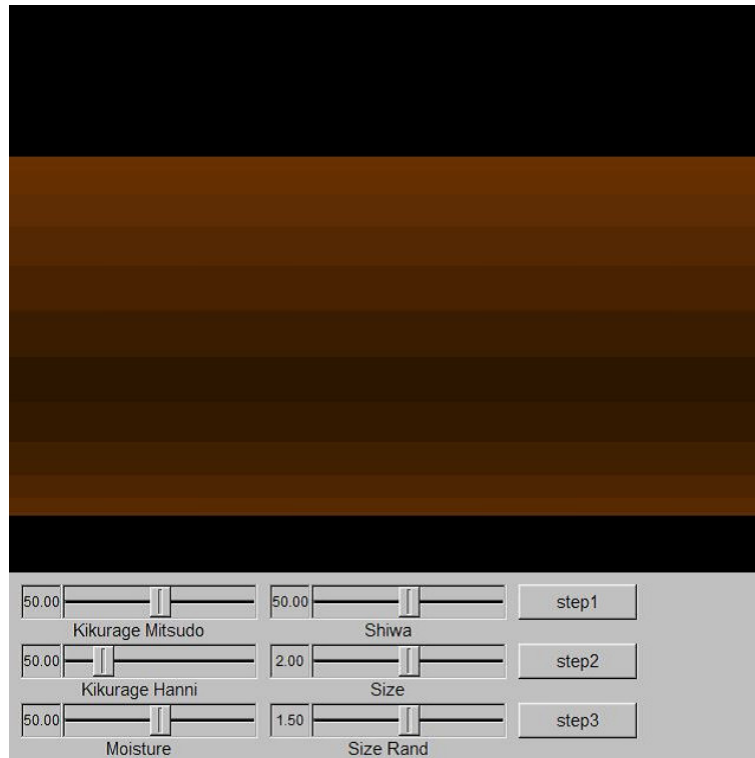 50.00 50.00 step1
Kikurage Mitsudo Shiwa
50.00 2.00 step2
Kikurage Hanni Size
50.00 1.50 step3
Moisture Size Rand